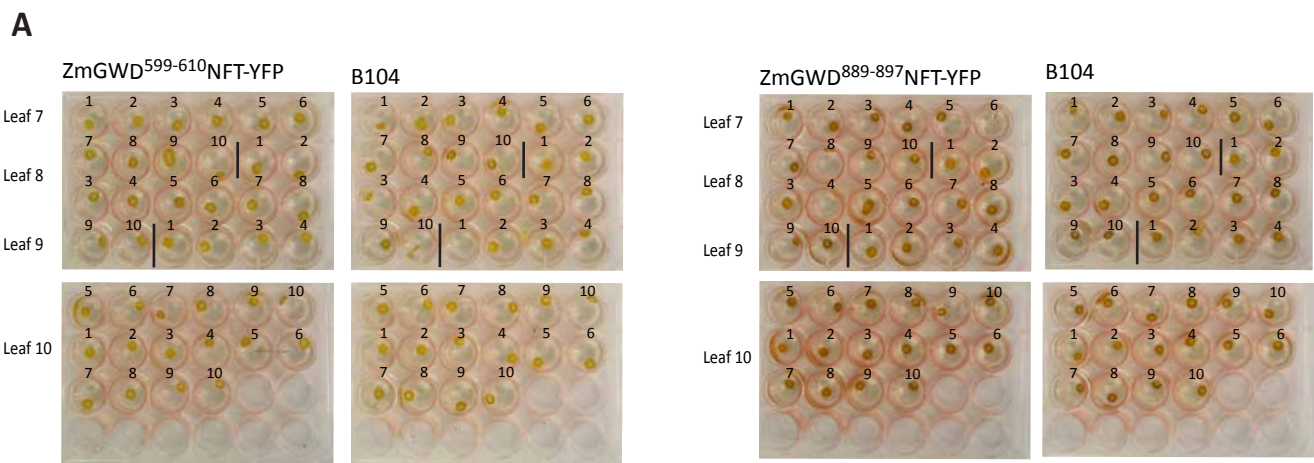 A
ZmGWD599-610NFT-YFP
Leaf 7
1 2 3 4 5 6
7 8 9 10 1 2
Leaf 8
3 4 5 6 7 8
Leaf 9
9 10 1 2 3 4
5 6 7 8 9 10
Leaf 10
1 2 3 4 5 6
7 8 9 10
B104
1 2 3 4 5 6
7 8 9 10 1 2
3 4 5 6 7 8
9 10 1 2 3 4
5 6 7 8 9 10
1 2 3 4 5 6
7 8 9 10
ZmGWD889-897NFT-YFP
Leaf 7
1 2 3 4 5 6
7 8 9 10 1 2
Leaf 8
3 4 5 6 7 8
Leaf 9
9 10 1 2 3 4
5 6 7 8 9 10
Leaf 10
1 2 3 4 5 6
7 8 9 10
B104
1 2 3 4 5 6
7 8 9 10 1 2
3 4 5 6 7 8
9 10 1 2 3 4
5 6 7 8 9 10
1 2 3 4 5 6
7 8 9 10